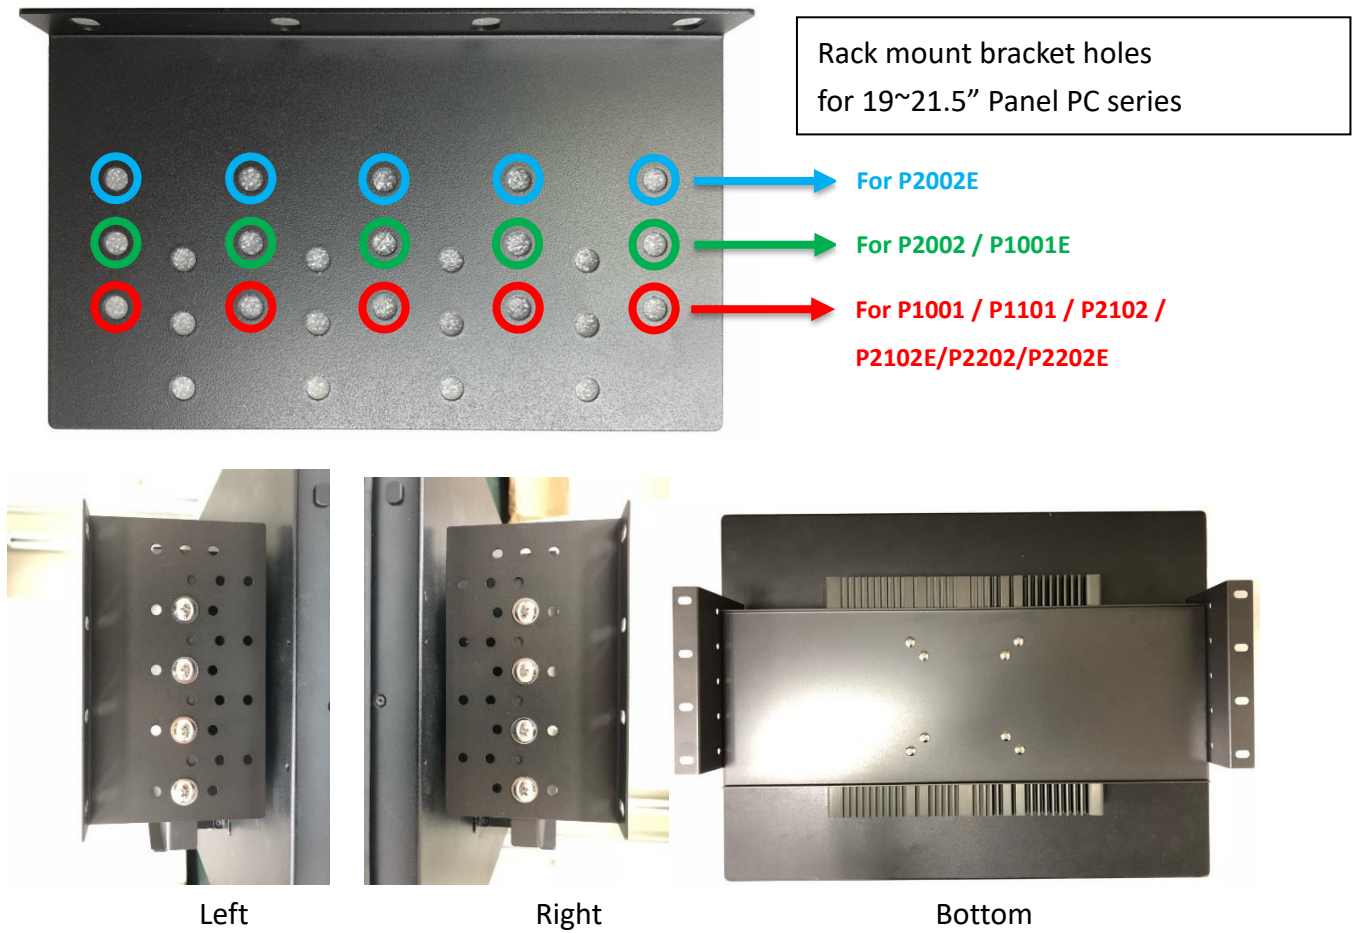 Rack mount bracket holes
for 19~21.5” Panel PC series
For P2002E
For P2002 / P1001E
For P1001 / P1101 / P2102 /
P2102E/P2202/P2202E
Left
Right
Bottom